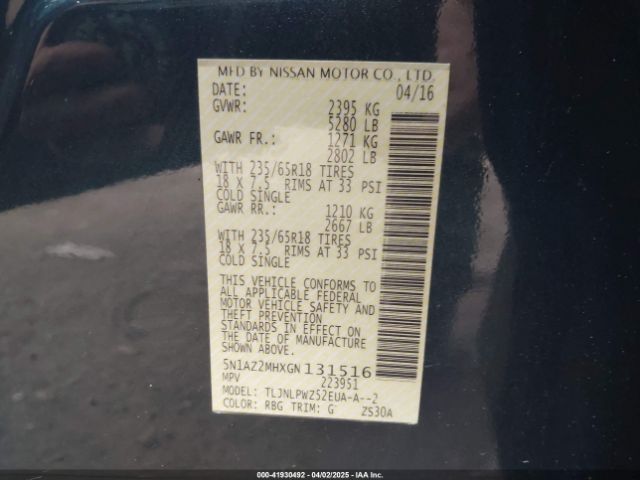 MFD BY NISSAN MOTOR CO., LTD.
DATE: 04/16
GVWR: 2395 KG
5280 LB
GAWR FR.: 1271 KG
2802 LB
WITH 235/65R18 TIRES
18 X 7.5 RIMS AT 33 PSI
COLD SINGLE
GAWR RR.: 1210 KG
2667 LB
WITH 235/65R18 TIRES
18 X 7.5 RIMS AT 33 PSI
COLD SINGLE
THIS VEHICLE CONFORMS TO
ALL APPLICABLE FEDERAL
MOTOR VEHICLE SAFETY AND
THEFT PREVENTION
STANDARDS IN EFFECT ON
THE DATE OF MANUFACTURE
SHOWN ABOVE.
5N1AZ2MHXGN131516
MPV 223951
MODEL: TLJNLPWZ52EUA-A--2
COLOR: RBG TRIM: G ZS30A
000-41930492 - 04/02/2025 - IAAI.COM